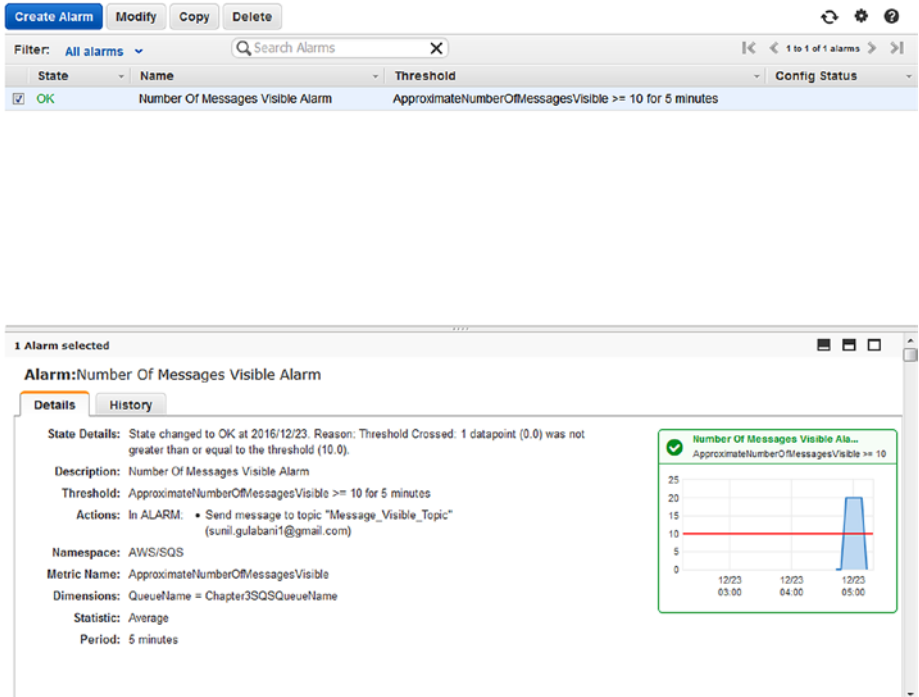 Create Alarm Modify Copy Delete
Filter: All alarms Search Alarms 1 to 1 of 1 alarms
State Name Threshold Config Status
OK Number Of Messages Visible Alarm ApproximateNumberOfMessagesVisible >= 10 for 5 minutes
1 Alarm selected
Alarm:Number Of Messages Visible Alarm
Details History
State Details: State changed to OK at 2016/12/23. Reason: Threshold Crossed: 1 datapoint (0.0) was not
greater than or equal to the threshold (10.0).
Description: Number Of Messages Visible Alarm
Threshold: ApproximateNumberOfMessagesVisible >= 10 for 5 minutes
Actions: In ALARM: • Send message to topic "Message_Visible_Topic"
(sunil.gulabani1@gmail.com)
Namespace: AWS/SQS
Metric Name: ApproximateNumberOfMessagesVisible
Dimensions: QueueName = Chapter3SQSQueueName
Statistic: Average
Period: 5 minutes
Number Of Messages Visible Ala...
ApproximateNumberOfMessagesVisible >= 10
25
20
15
10
5
0
12/23 12/23 12/23
03:00 04:00 05:00